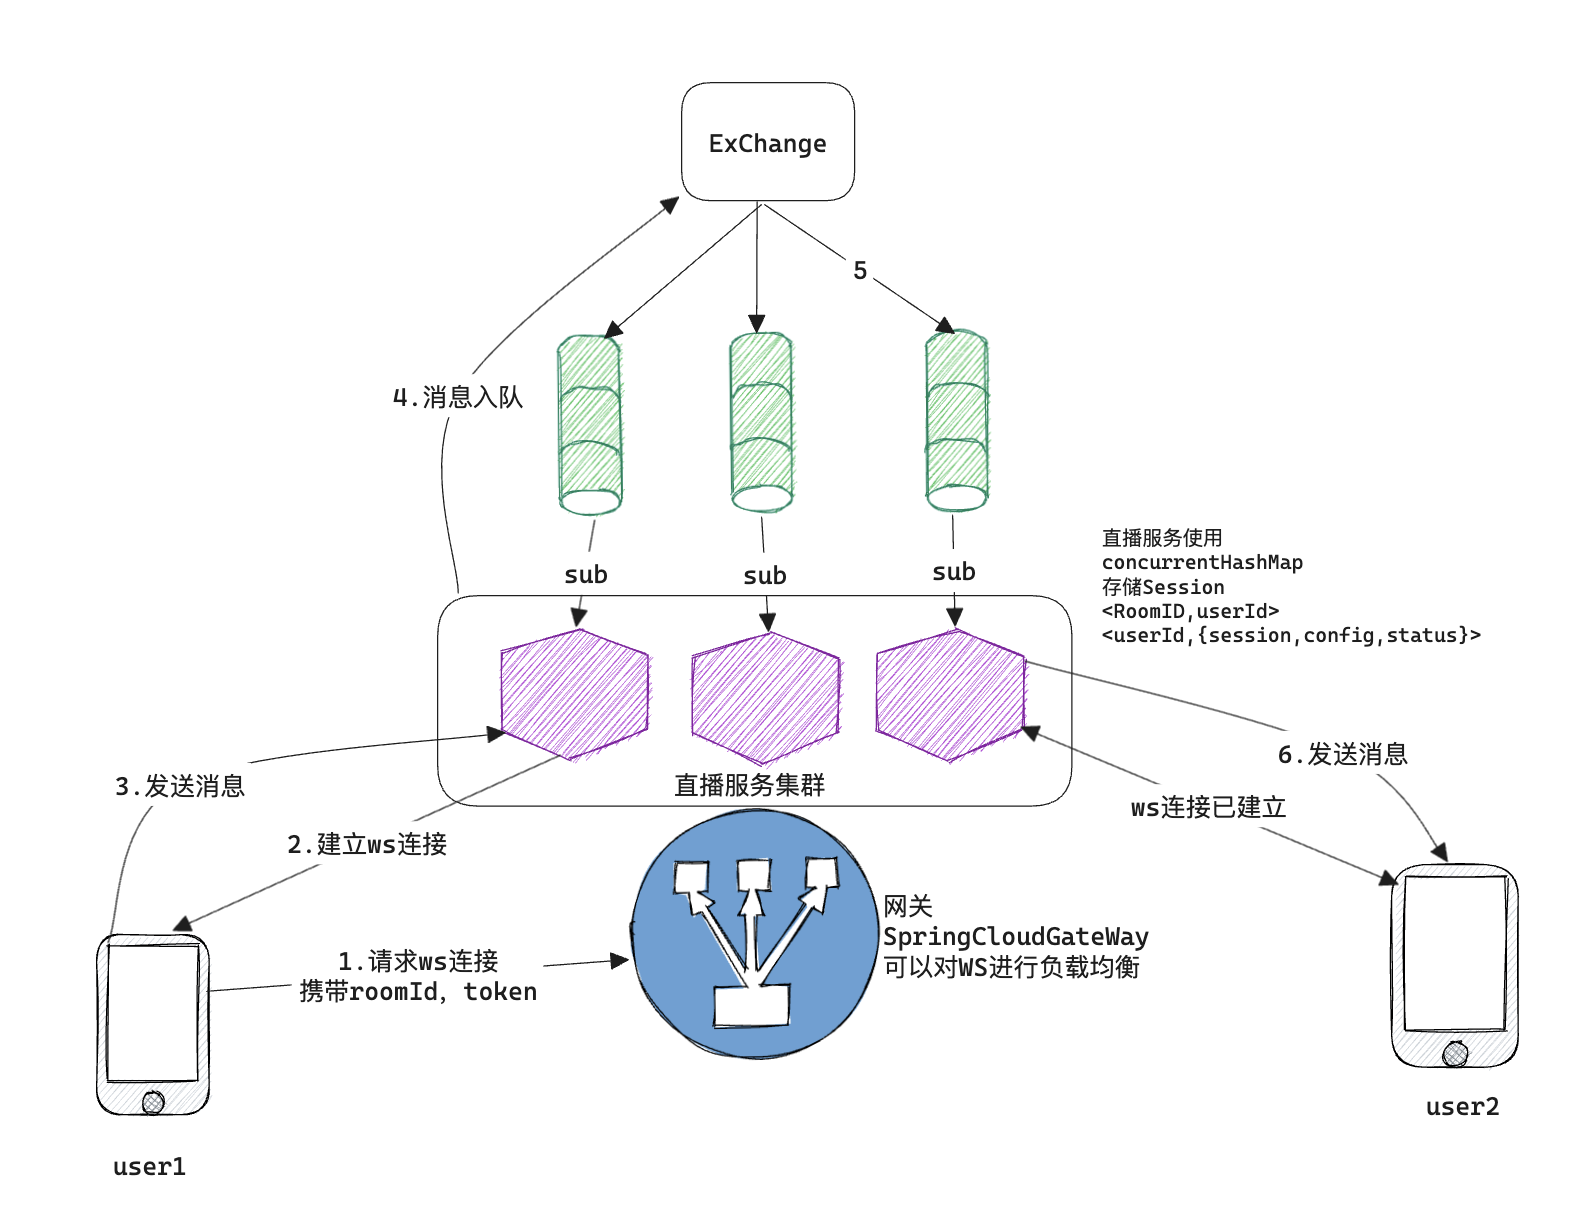 ExChange
5
4.消息入队
sub
sub
sub
直播服务使用
concurrentHashMap
存储Session
<RoomID,userId>
<userId,{session,config,status}>
3.发送消息
直播服务集群
6.发送消息
ws连接已建立
2.建立ws连接
网关
SpringCloudGateWay
可以对WS进行负载均衡
1.请求ws连接
携带roomId, token
user2
user1